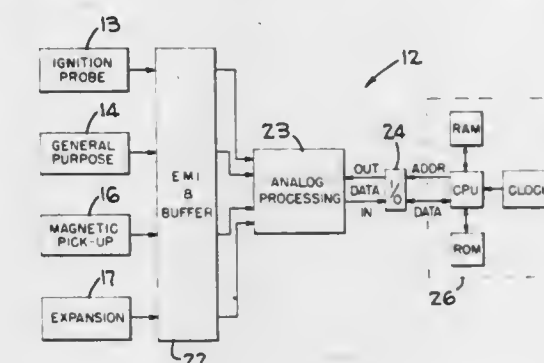 13
IGNITION
PROBE
14
GENERAL
PURPOSE
16
MAGNETIC
PICK-UP
17
EXPANSION
EMI
8
BUFFER
22
23
ANALOG
PROCESSING
12
OUT
DATA
IN
24
I/O
ADDR
DATA
RAM
CPU
CLOCK
ROM
26